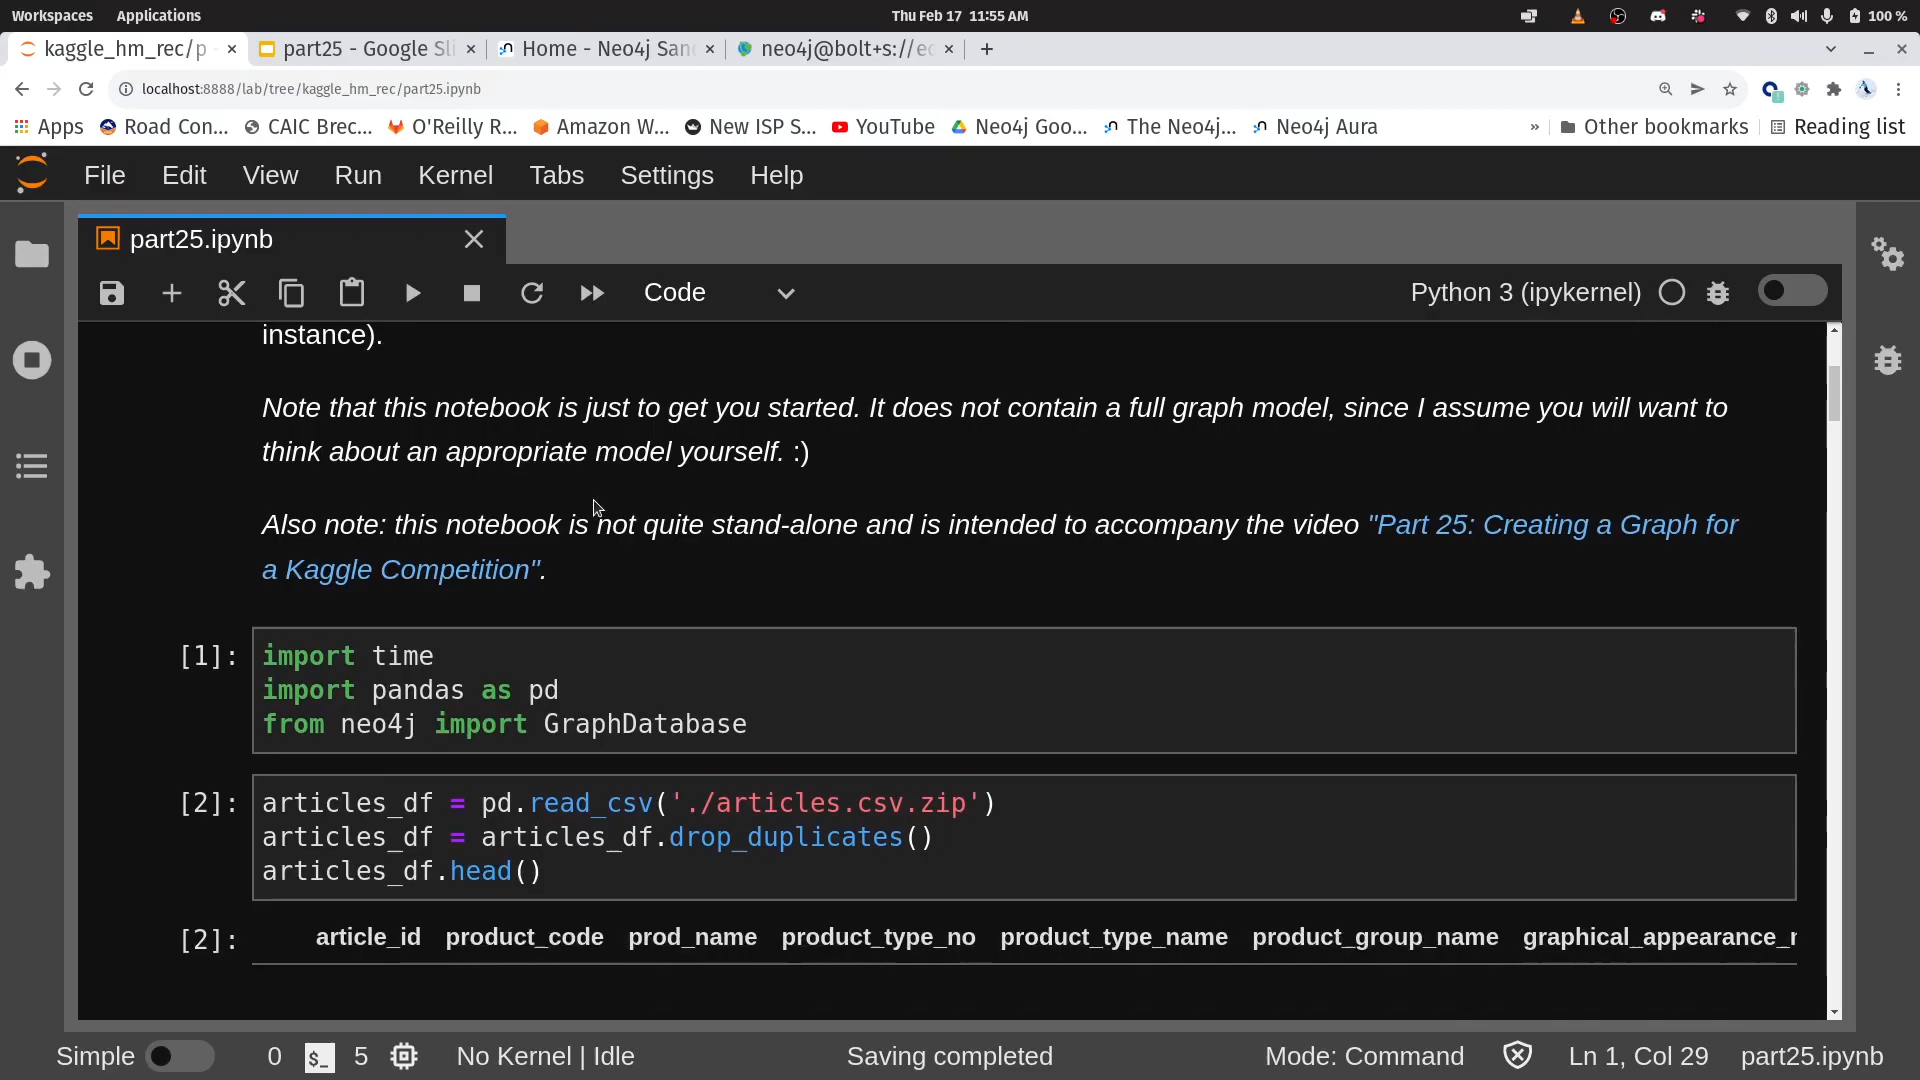 Workspaces Applications Thu Feb 17 11:55 AM 100 %
kaggle_hm_rec/p part25 - Google Sli Home - Neo4j San neo4j@bolt+s://ec
localhost:8888/lab/tree/kaggle_hm_rec/part25.ipynb
Apps Road Con... CAIC Brec... O'Reilly R... Amazon W... New ISP S... YouTube Neo4j Goo... The Neo4j... Neo4j Aura » Other bookmarks Reading list
File Edit View Run Kernel Tabs Settings Help
part25.ipynb
Code Python 3 (ipykernel)
instance).
Note that this notebook is just to get you started. It does not contain a full graph model, since I assume you will want to
think about an appropriate model yourself. :)
Also note: this notebook is not quite stand-alone and is intended to accompany the video "Part 25: Creating a Graph for
a Kaggle Competition".
[1]: import time
import pandas as pd
from neo4j import GraphDatabase
[2]: articles_df = pd.read_csv('./articles.csv.zip')
articles_df = articles_df.drop_duplicates()
articles_df.head()
[2]: article_id product_code prod_name product_type_no product_type_name product_group_name graphical_appearance_n
Simple 0 $_ 5 No Kernel | Idle Saving completed Mode: Command Ln 1, Col 29 part25.ipynb